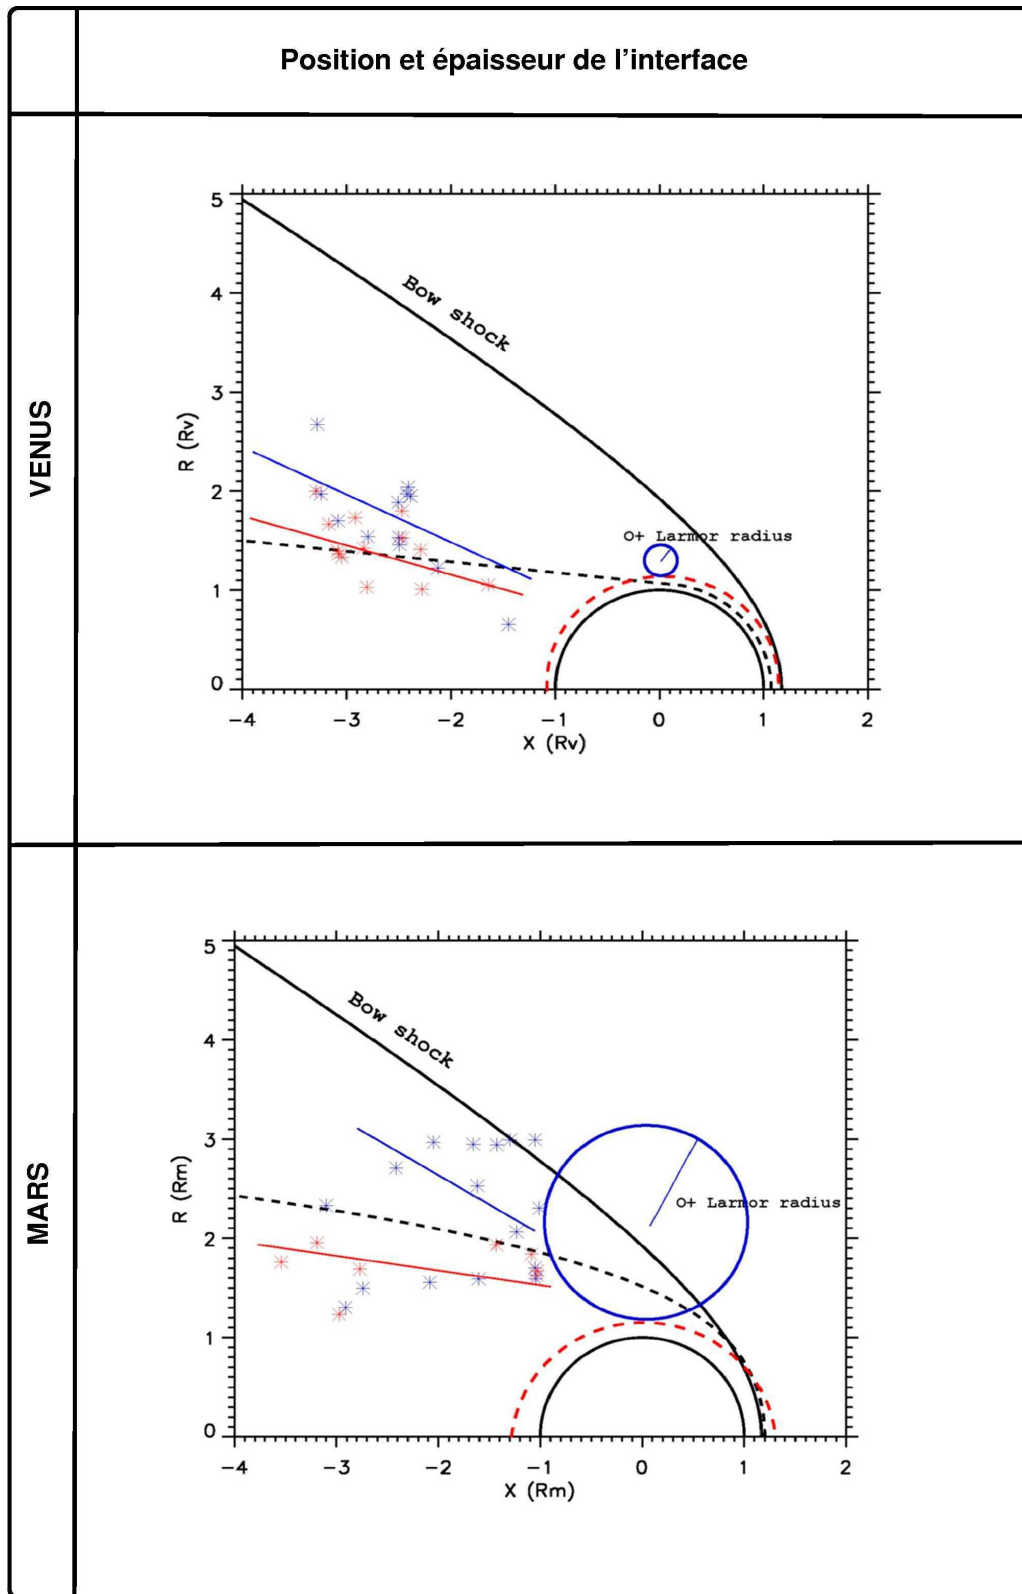 Position et épaisseur de l'interface
VENUS
5
4
3
2
1
0
R (Rv)
Bow shock
O+ Larmor radius
-4
-3
-2
-1
0
1
2
X (Rv)
MARS
5
4
3
2
1
0
R (Rm)
Bow shock
O+ Larmor radius
-4
-3
-2
-1
0
1
2
X (Rm)